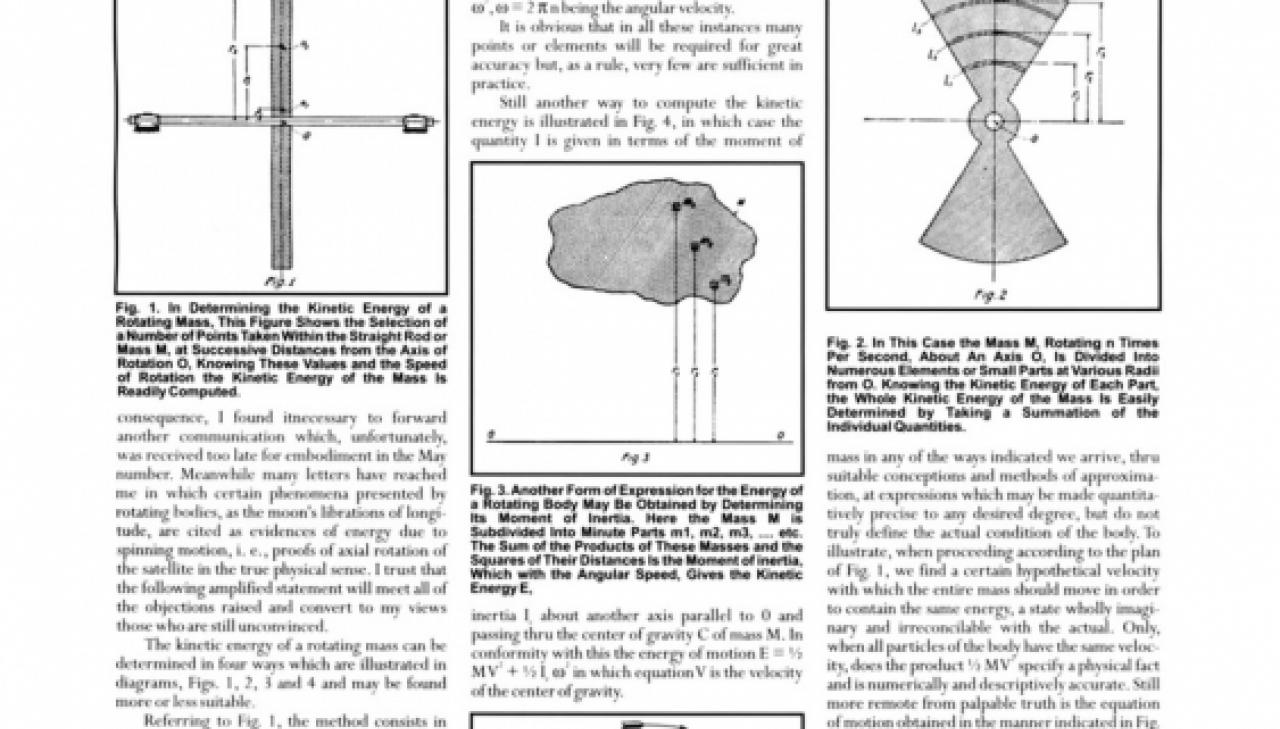 Fig. 1
Fig. 1. In Determining the Kinetic Energy of a
Rotating Mass, This Figure Shows the Selection of
a Number of Points Taken Within the Straight Rod or
Mass M, at Successive Distances from the Axis of
Rotation O, Knowing These Values and the Speed
of Rotation the Kinetic Energy of the Mass Is
Readily Computed.
consequence, I found itnecessary to forward
another communication which, unfortunately,
was received too late for embodiment in the May
number. Meanwhile many letters have reached
me in which certain phenomena presented by
rotating bodies, as the moon's librations of longi-
tude, are cited as evidences of energy due to
spinning motion, i. e., proofs of axial rotation of
the satellite in the true physical sense. I trust that
the following amplified statement will meet all of
the objections raised and convert to my views
those who are still unconvinced.
The kinetic energy of a rotating mass can be
determined in four ways which are illustrated in
diagrams, Figs. 1, 2, 3 and 4 and may be found
more or less suitable.
Referring to Fig. 1, the method consists in
ω², ω = 2 π n being the angular velocity.
It is obvious that in all these instances many
points or elements will be required for great
accuracy but, as a rule, very few are sufficient in
practice.
Still another way to compute the kinetic
energy is illustrated in Fig. 4, in which case the
quantity I is given in terms of the moment of
Fig 3
Fig. 3. Another Form of Expression for the Energy of
a Rotating Body May Be Obtained by Determining
Its Moment of Inertia. Here the Mass M is
Subdivided Into Minute Parts m1, m2, m3, .... etc.
The Sum of the Products of These Masses and the
Squares of Their Distances Is the Moment of inertia,
Which with the Angular Speed, Gives the Kinetic
Energy E,
inertia I, about another axis parallel to 0 and
passing thru the center of gravity C of mass M. In
conformity with this the energy of motion E = ½
MV² + ½ I, ω² in which equation V is the velocity
of the center of gravity.
Fig. 2
Fig. 2. In This Case the Mass M, Rotating n Times
Per Second, About An Axis O, Is Divided Into
Numerous Elements or Small Parts at Various Radii
from O. Knowing the Kinetic Energy of Each Part,
the Whole Kinetic Energy of the Mass Is Easily
Determined by Taking a Summation of the
Individual Quantities.
mass in any of the ways indicated we arrive, thru
suitable conceptions and methods of approxima-
tion, at expressions which may be made quantita-
tively precise to any desired degree, but do not
truly define the actual condition of the body. To
illustrate, when proceeding according to the plan
of Fig. 1, we find a certain hypothetical velocity
with which the entire mass should move in order
to contain the same energy, a state wholly imagi-
nary and irreconcilable with the actual. Only,
when all particles of the body have the same veloc-
ity, does the product ½ MV² specify a physical fact
and is numerically and descriptively accurate. Still
more remote from palpable truth is the equation
of motion obtained in the manner indicated in Fig.